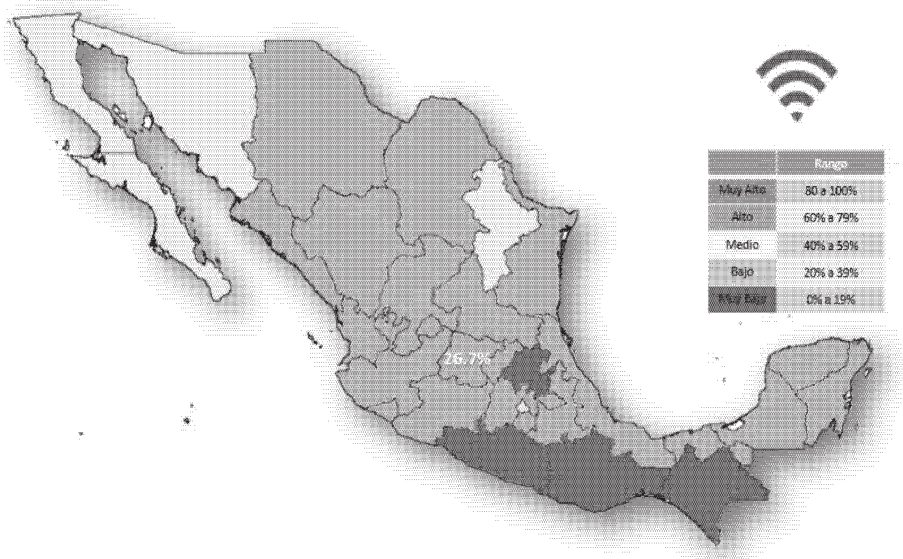 Rango
Muy Alto 80 a 100%
Alto 60% a 79%
Medio 40% a 59%
Bajo 20% a 39%
Muy Bajo 0% a 19%
26.7%